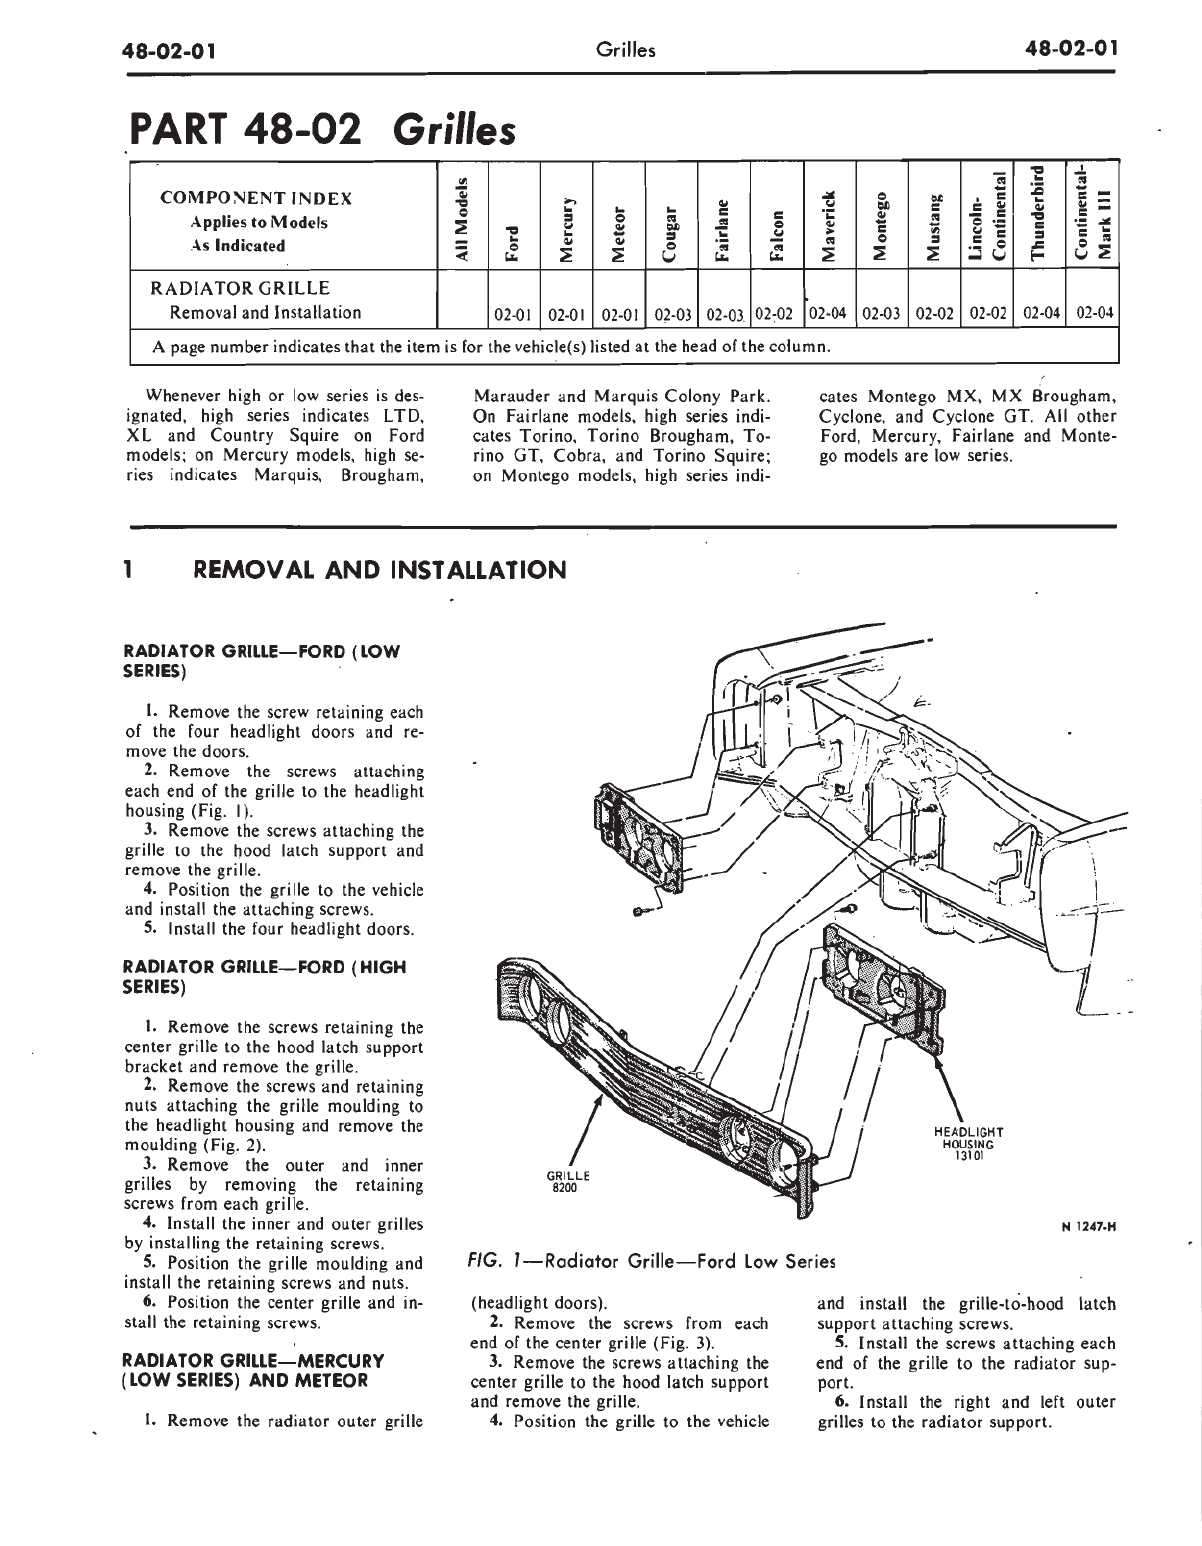 48-02-01
Grilles
48-02-01
PART 48-02 Grilles
COMPONENT INDEX
Applies to Models
As Indicated
All Models
Ford
Mercury
Meteor
Cougar
Fairlane
Falcon
Maverick
Montego
Mustang
Lincoln-
Continental
Thunderbird
Continental-
Mark III
RADIATOR GRILLE
Removal and Installation
02-01
02-01
02-01
02-03
02-03
02-02
02-04
02-03
02-02
02-02
02-04
02-04
A page number indicates that the item is for the vehicle(s) listed at the head of the column.
Whenever high or low series is des-
ignated, high series indicates LTD,
XL and Country Squire on Ford
models; on Mercury models, high se-
ries indicates Marquis, Brougham,
Marauder and Marquis Colony Park.
On Fairlane models, high series indi-
cates Torino, Torino Brougham, To-
rino GT, Cobra, and Torino Squire;
on Montego models, high series indi-
cates Montego MX, MX Brougham,
Cyclone, and Cyclone GT. All other
Ford, Mercury, Fairlane and Monte-
go models are low series.
1 REMOVAL AND INSTALLATION
RADIATOR GRILLE—FORD (LOW
SERIES)
1. Remove the screw retaining each
of the four headlight doors and re-
move the doors.
2. Remove the screws attaching
each end of the grille to the headlight
housing (Fig. 1).
3. Remove the screws attaching the
grille to the hood latch support and
remove the grille.
4. Position the grille to the vehicle
and install the attaching screws.
5. Install the four headlight doors.
RADIATOR GRILLE—FORD (HIGH
SERIES)
1. Remove the screws retaining the
center grille to the hood latch support
bracket and remove the grille.
2. Remove the screws and retaining
nuts attaching the grille moulding to
the headlight housing and remove the
moulding (Fig. 2).
3. Remove the outer and inner
grilles by removing the retaining
screws from each grille.
4. Install the inner and outer grilles
by installing the retaining screws.
5. Position the grille moulding and
install the retaining screws and nuts.
6. Position the center grille and in-
stall the retaining screws.
RADIATOR GRILLE—MERCURY
(LOW SERIES) AND METEOR
1. Remove the radiator outer grille
GRILLE
8200
HEADLIGHT
HOUSING
13101
N 1247-H
FIG. 1—Radiator Grille—Ford Low Series
(headlight doors).
2. Remove the screws from each
end of the center grille (Fig. 3).
3. Remove the screws attaching the
center grille to the hood latch support
and remove the grille.
4. Position the grille to the vehicle
and install the grille-to-hood latch
support attaching screws.
5. Install the screws attaching each
end of the grille to the radiator sup-
port.
6. Install the right and left outer
grilles to the radiator support.